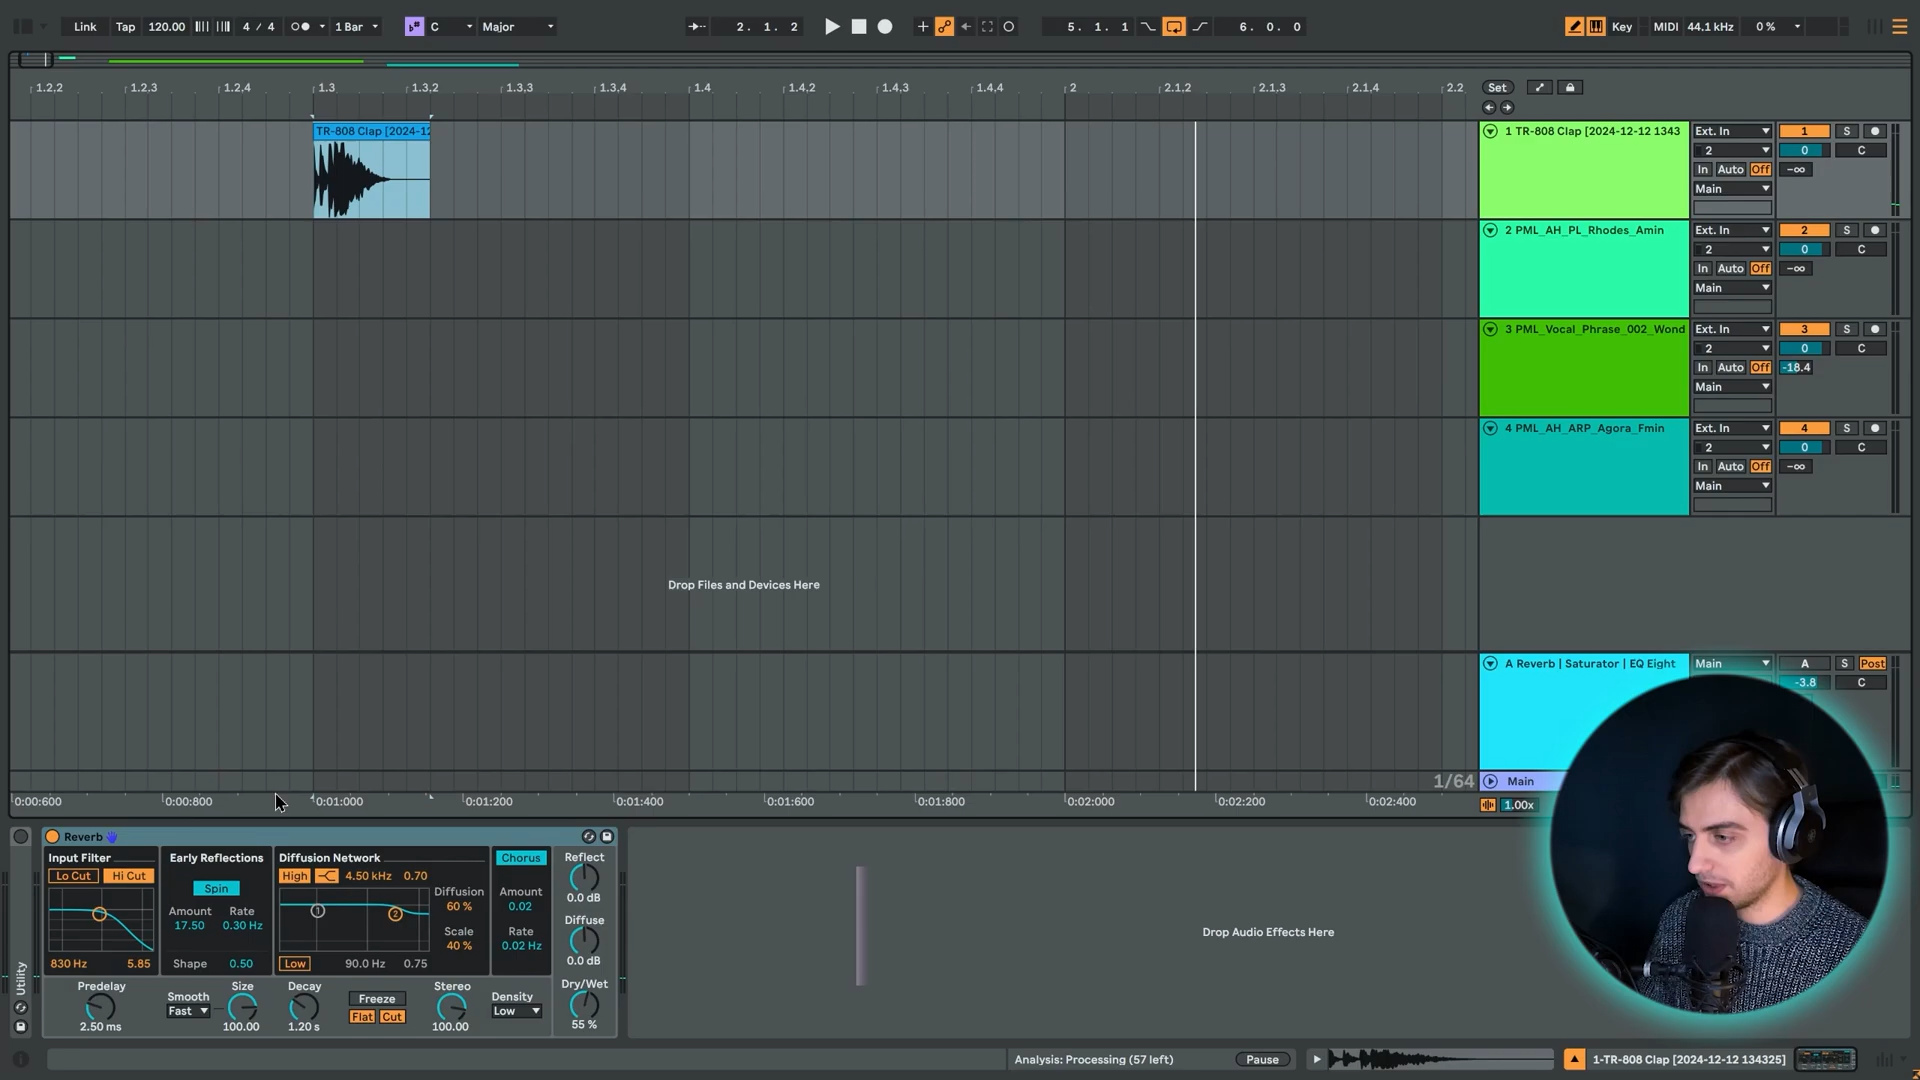 Link Tap 120.00 4 / 4 1 Bar C Major 2. 1. 2 5. 1. 1 6. 0. 0 Key MIDI 44.1 kHz 0 %
1.2,2 1.2,3 1.2,4 1.3 1.3,2 1.3,3 1.3,4 1.4 1.4,2 1.4,3 1.4,4 2 2.1,2 2.1,3 2.1,4 2.2 Set
TR-808 Clap [2024-12 1 TR-808 Clap [2024-12-12 1343 Ext. In 1 S
2 0 C
In Auto Off -∞
Main
2 PML_AH_PL_Rhodes_Amin Ext. In 2 S
2 0 C
In Auto Off -∞
Main
3 PML_Vocal_Phrase_002_Wond Ext. In 3 S
2 0 C
In Auto Off -18.4
Main
4 PML_AH_ARP_Agora_Fmin Ext. In 4 S
2 0 C
In Auto Off -∞
Main
Drop Files and Devices Here
A Reverb | Saturator | EQ Eight Main A S Post
-3.8 C
1/64 Main
0:00:600 0:00:800 0:01:000 0:01:200 0:01:400 0:01:600 0:01:800 0:02:000 0:02:200 0:02:400 1.00x
Reverb
Input Filter Early Reflections Diffusion Network Chorus Reflect
Lo Cut Hi Cut Spin High 4.50 kHz 0.70 Diffusion 60 % Amount 0.02 0.0 dB
Amount 17.50 Rate 0.30 Hz 1 2 Scale 40 % Rate 0.02 Hz Diffuse 0.0 dB
830 Hz 5.85 Shape 0.50 Low 90.0 Hz 0.75
Predelay Smooth Size Decay Freeze Stereo Density Dry/Wet
2.50 ms Fast 100.00 1.20 s Flat Cut 100.00 Low 55 %
Utility
Drop Audio Effects Here
Analysis: Processing (57 left) Pause 1-TR-808 Clap [2024-12-12 134325]